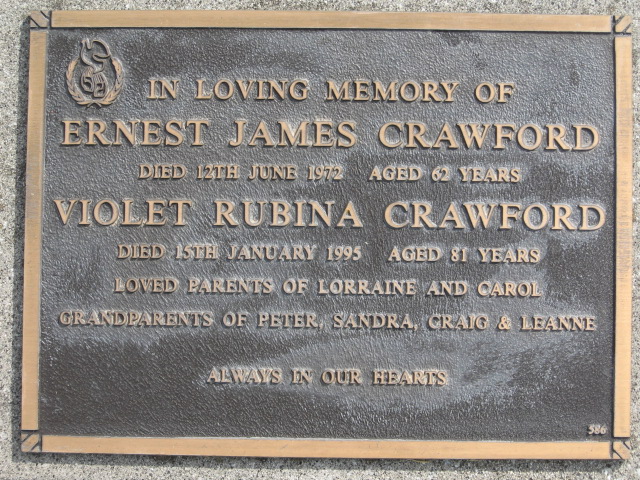 IN LOVING MEMORY OF
ERNEST JAMES CRAWFORD
DIED 12TH JUNE 1972 AGED 62 YEARS
VIOLET RUBINA CRAWFORD
DIED 15TH JANUARY 1995 AGED 81 YEARS
LOVED PARENTS OF LORRAINE AND CAROL
GRANDPARENTS OF PETER, SANDRA, CRAIG & LEANNE
ALWAYS IN OUR HEARTS
586